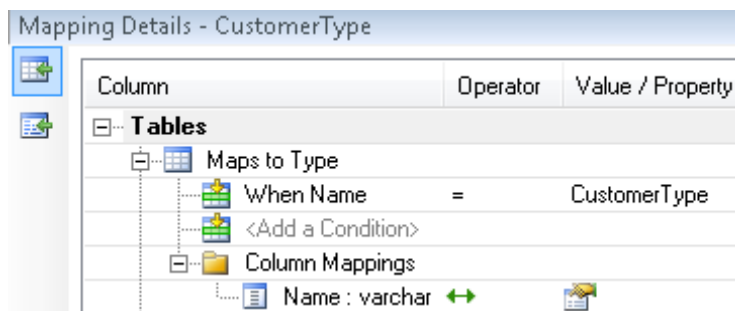 Mapping Details - CustomerType
Column Operator Value / Property
Tables
Maps to Type
When Name = CustomerType
<Add a Condition>
Column Mappings
Name : varchar